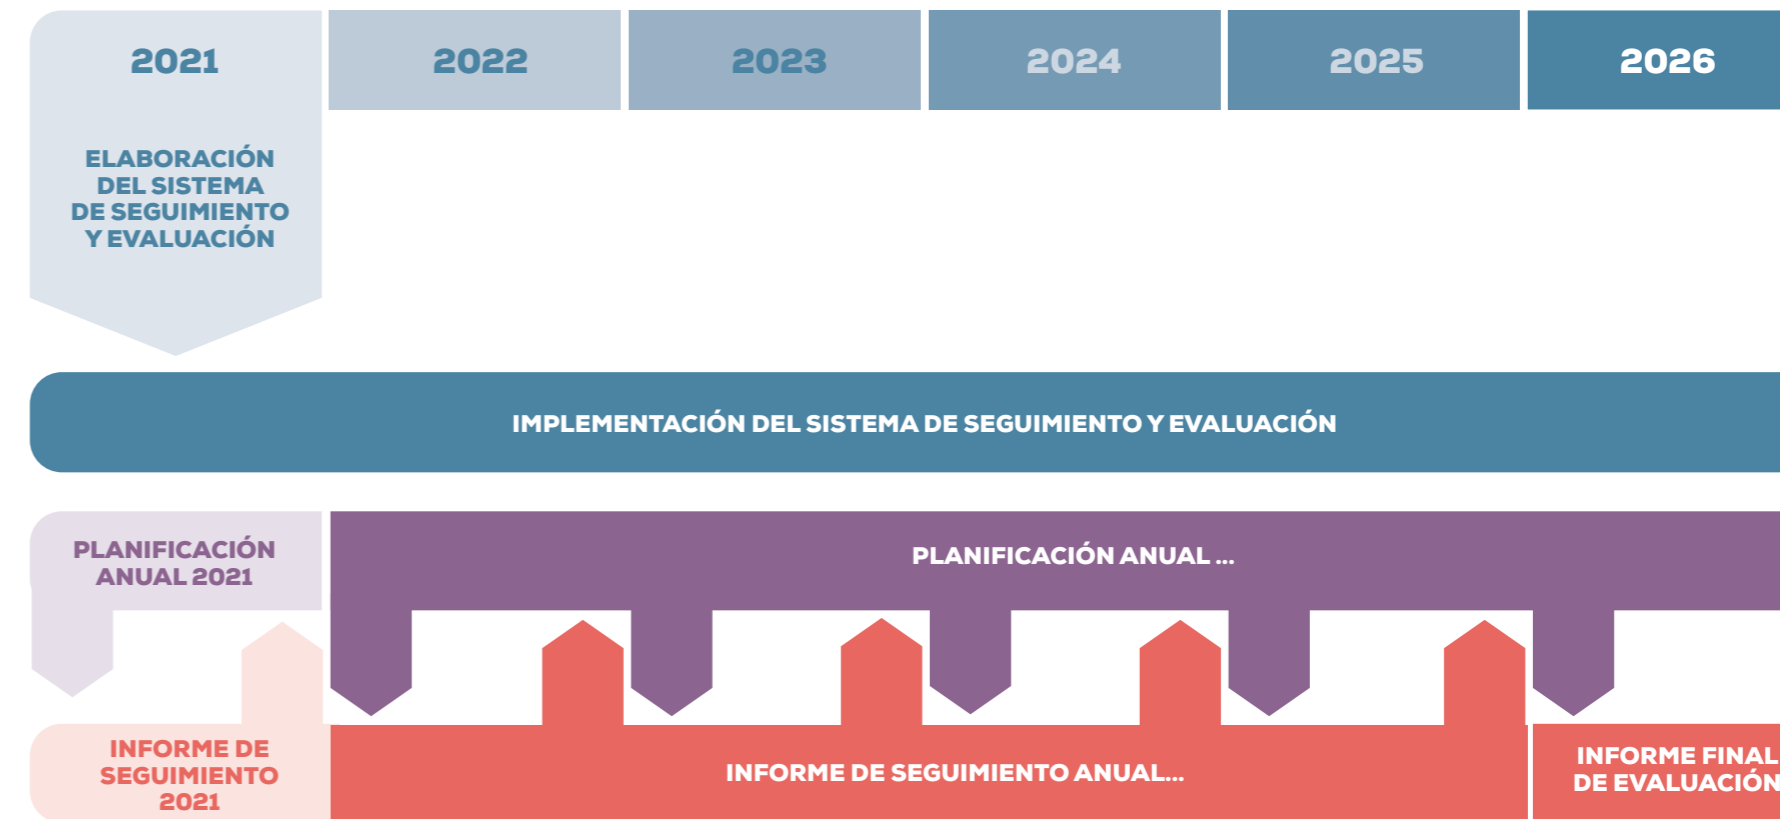 2021
2022
2023
2024
2025
2026
ELABORACIÓN
DEL SISTEMA
DE SEGUIMIENTO
Y EVALUACIÓN
IMPLEMENTACIÓN DEL SISTEMA DE SEGUIMIENTO Y EVALUACIÓN
PLANIFICACIÓN
ANUAL 2021
PLANIFICACIÓN ANUAL ...
INFORME DE
SEGUIMIENTO
2021
INFORME DE SEGUIMIENTO ANUAL...
INFORME FINAL
DE EVALUACIÓN